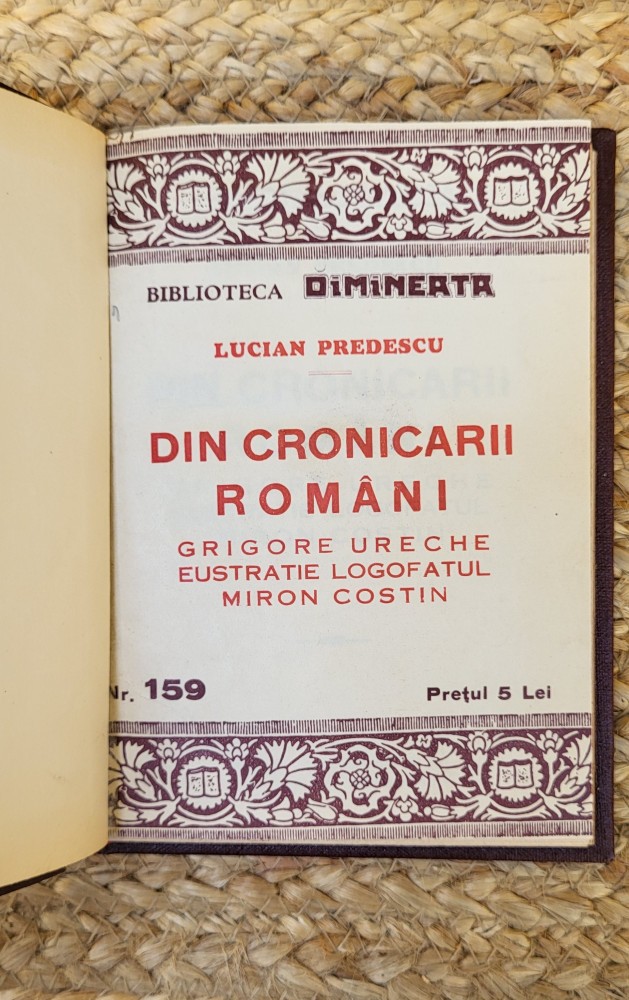 BIBLIOTECA DIMINEAȚA
LUCIAN PREDESCU
DIN CRONICARII
ROMÂNI
GRIGORE URECHE
EUSTRATIE LOGOFATUL
MIRON COSTIN
Nr. 159
Prețul 5 Lei